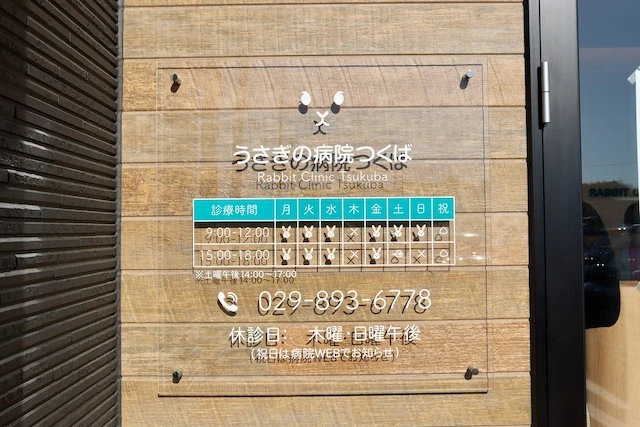 うさぎの病院つくば
Rabbit Clinic Tsukuba
診療時間 月 火 水 木 金 土 日 祝
9:00-12:00 × △
15:00-18:00 × △ × △
※土曜午後14:00〜17:00
029-893-6778
休診日： 木曜・日曜午後
（祝日は病院WEBでお知らせ）
RABBIT